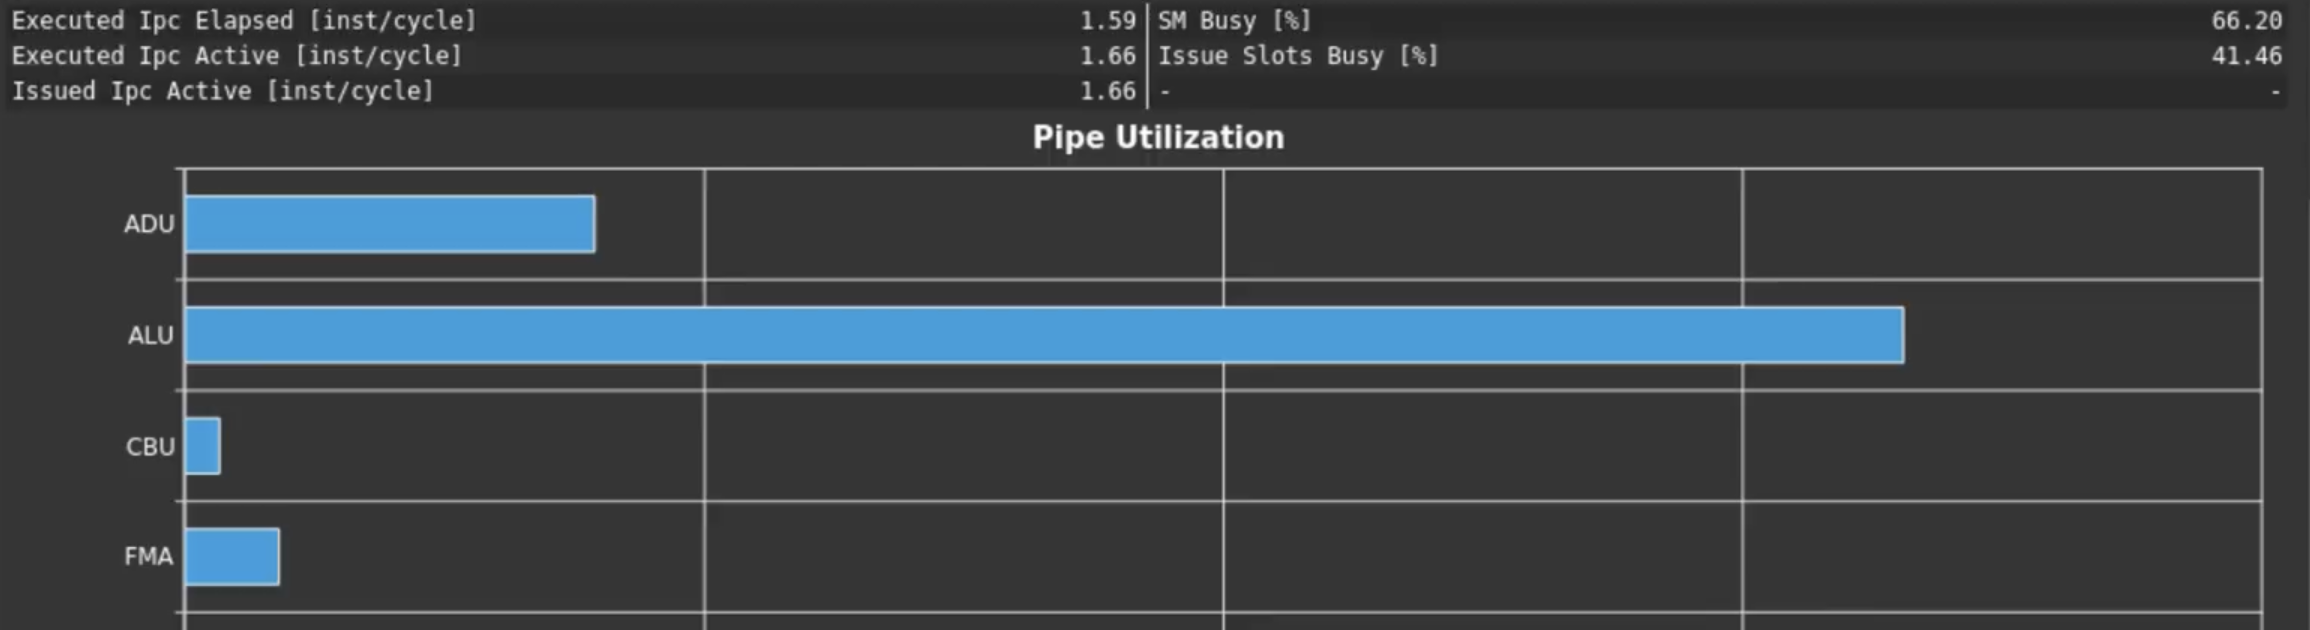 Executed Ipc Elapsed [inst/cycle] 1.59 SM Busy [%] 66.20
Executed Ipc Active [inst/cycle] 1.66 Issue Slots Busy [%] 41.46
Issued Ipc Active [inst/cycle] 1.66 - -
Pipe Utilization
ADU
ALU
CBU
FMA